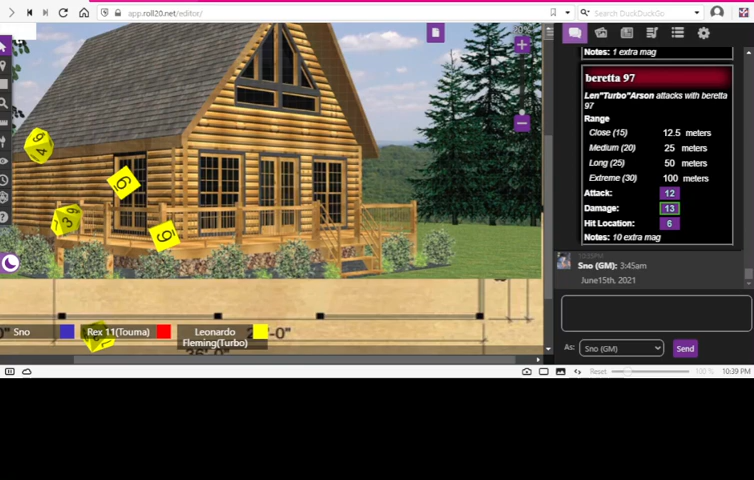 app.roll20.net/editor/
Search DuckDuckGo
Notes: 1 extra mag
beretta 97
Len"Turbo"Arson attacks with beretta
97
Range
Close (15) 12.5 meters
Medium (20) 25 meters
Long (25) 50 meters
Extreme (30) 100 meters
Attack: 12
Damage: 13
Hit Location: 6
Notes: 10 extra mag
Sno (GM): 3:45am
June15th, 2021
As: Sno (GM) Send
Sno
Rex 11(Touma)
Leonardo
Fleming(Turbo)
Reset 100 % 10:39 PM